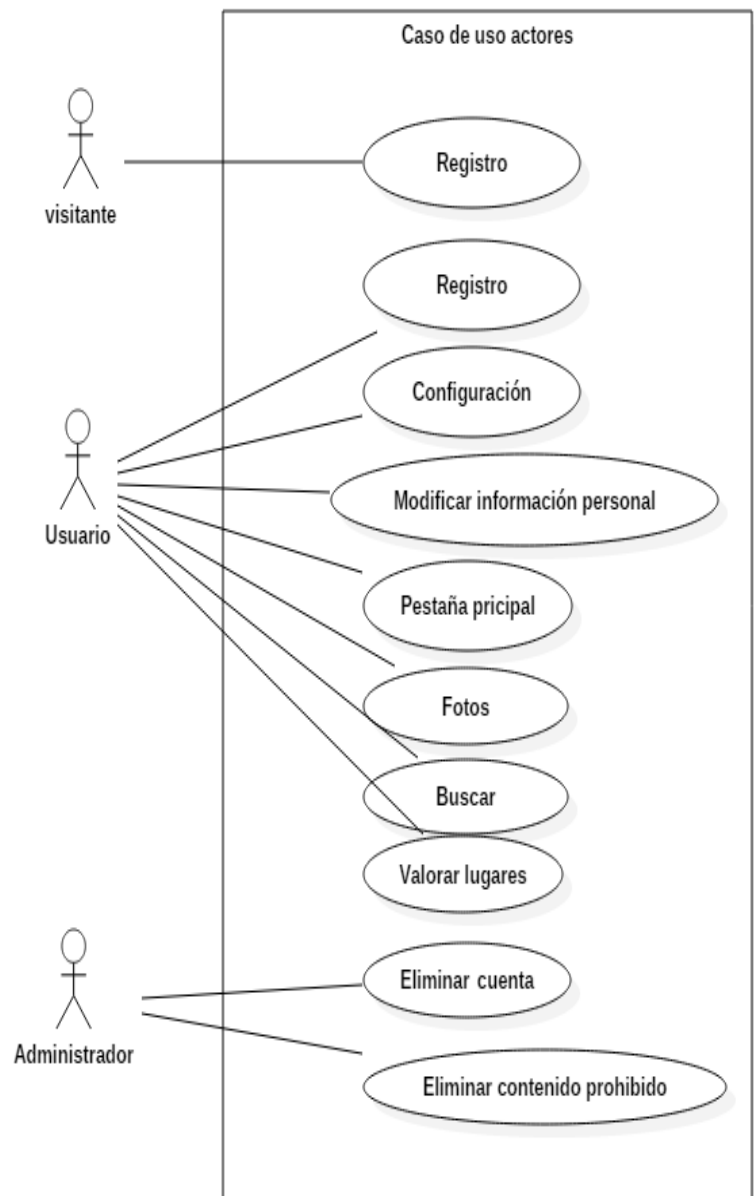 Caso de uso actores
visitante
Registro
Registro
Configuración
Usuario
Modificar información personal
Pestaña pricipal
Fotos
Buscar
Valorar lugares
Administrador
Eliminar cuenta
Eliminar contenido prohibido